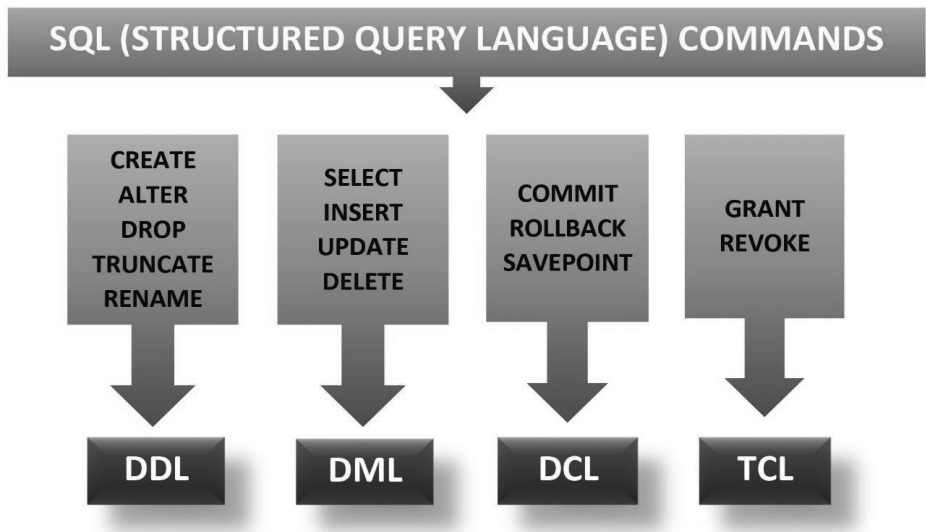 SQL (STRUCTURED QUERY LANGUAGE) COMMANDS
CREATE
ALTER
DROP
TRUNCATE
RENAME
SELECT
INSERT
UPDATE
DELETE
COMMIT
ROLLBACK
SAVEPOINT
GRANT
REVOKE
DDL
DML
DCL
TCL